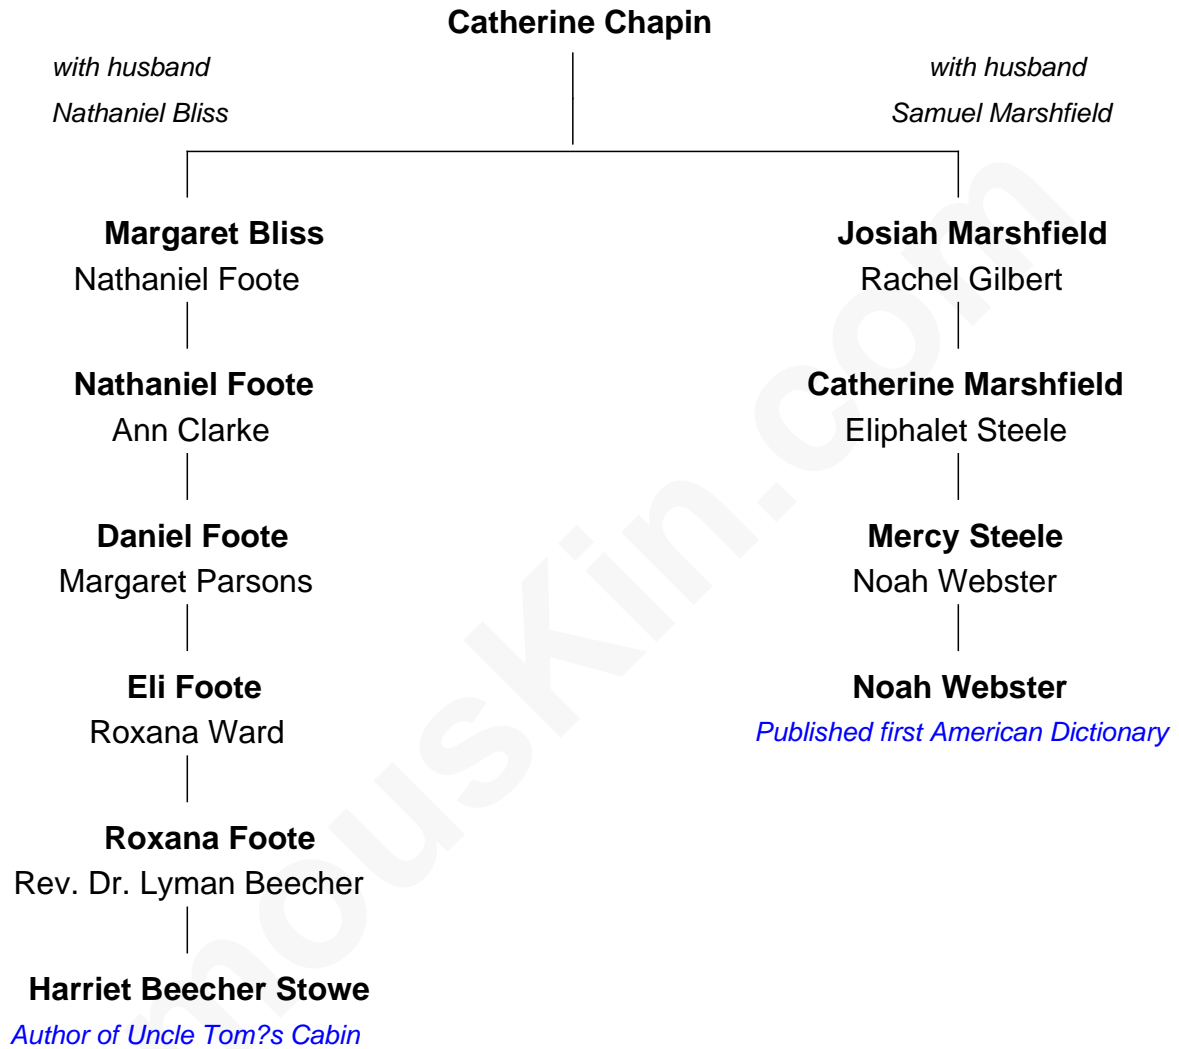 Catherine Chapin
with husband
Nathaniel Bliss
with husband
Samuel Marshfield
Margaret Bliss
Nathaniel Foote
Josiah Marshfield
Rachel Gilbert
Nathaniel Foote
Ann Clarke
Catherine Marshfield
Eliphalet Steele
Daniel Foote
Margaret Parsons
Mercy Steele
Noah Webster
Eli Foote
Roxana Ward
Noah Webster
Published first American Dictionary
Roxana Foote
Rev. Dr. Lyman Beecher
Harriet Beecher Stowe
Author of Uncle Tom?s Cabin
mouskin.com